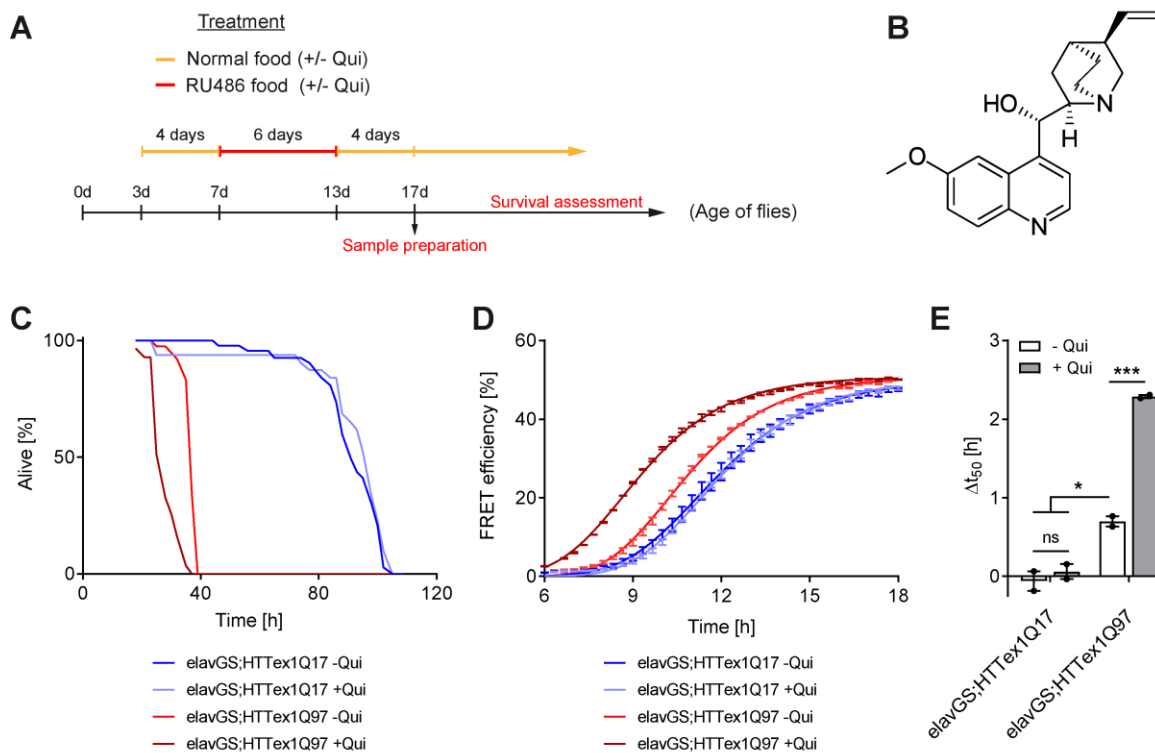 A
Treatment
Normal food (+/- Qui)
RU486 food (+/- Qui)
4 days
6 days
4 days
0d
3d
7d
13d
17d
Survival assessment
(Age of flies)
Sample preparation
B
HO
H
N
O
N
C
Alive [%]
100
50
0
0
40
80
120
Time [h]
elavGS;HTTex1Q17 -Qui
elavGS;HTTex1Q17 +Qui
elavGS;HTTex1Q97 -Qui
elavGS;HTTex1Q97 +Qui
D
FRET efficiency [%]
60
40
20
0
6
9
12
15
18
Time [h]
elavGS;HTTex1Q17 -Qui
elavGS;HTTex1Q17 +Qui
elavGS;HTTex1Q97 -Qui
elavGS;HTTex1Q97 +Qui
E
Δt50 [h]
3
2
1
0
- Qui
+ Qui
***
*
ns
elavGS;HTTex1Q17
elavGS;HTTex1Q97